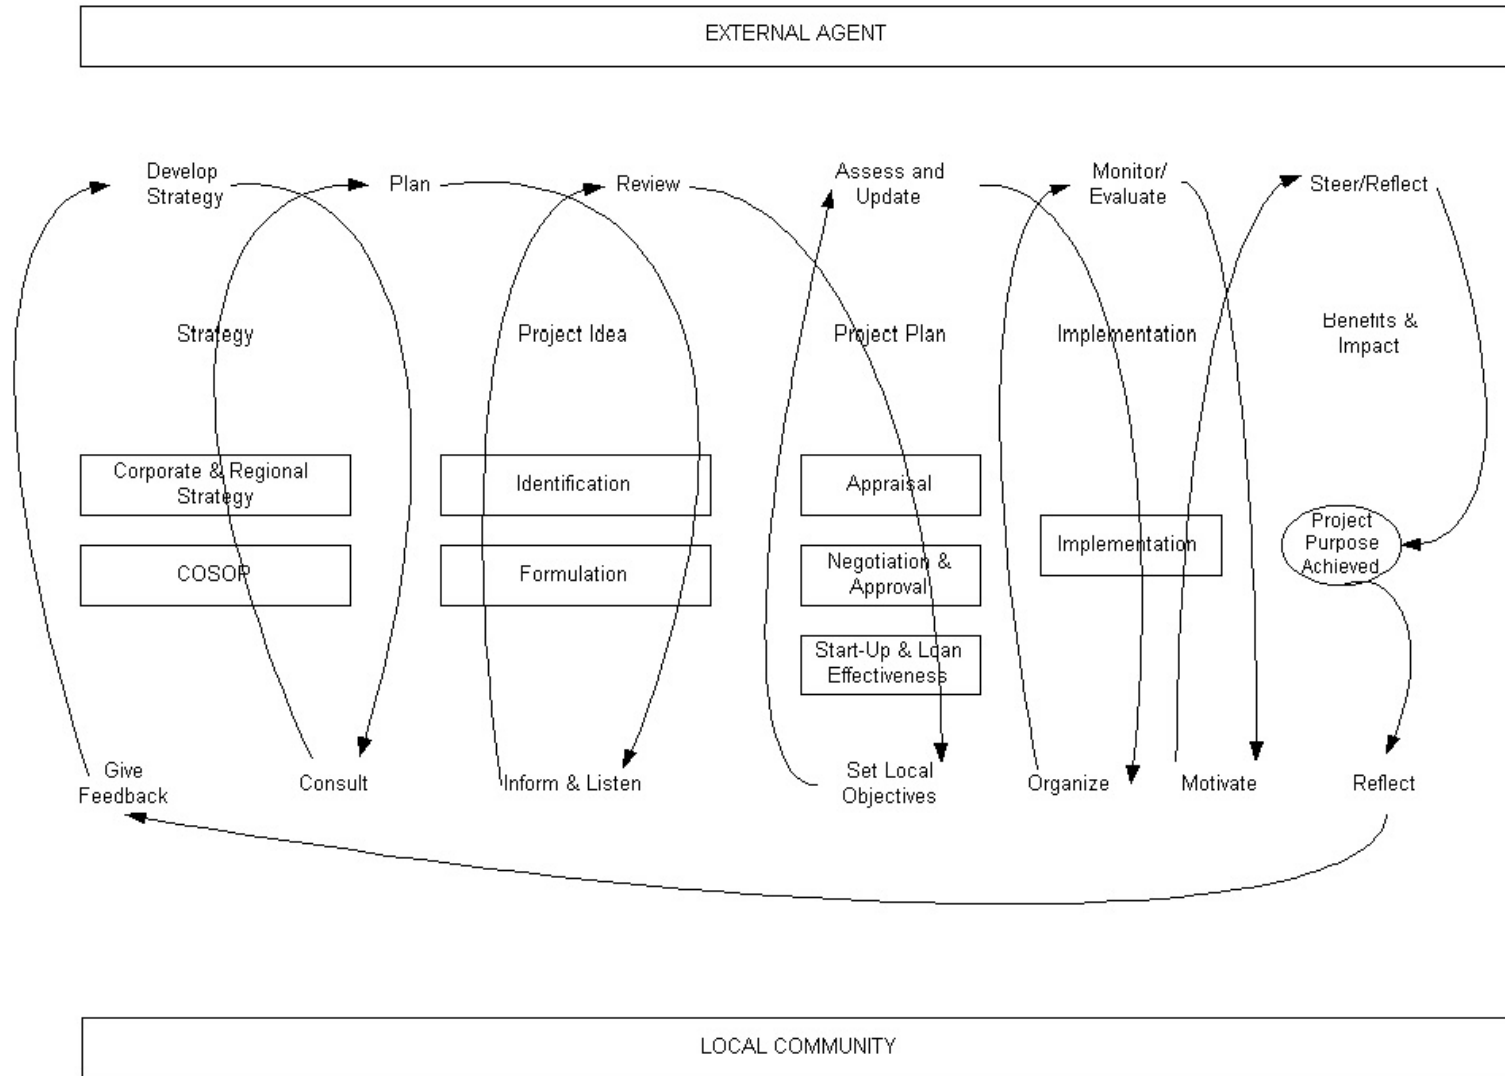 EXTERNAL AGENT
Develop
Strategy
Plan
Review
Assess and
Update
Monitor/
Evaluate
Steer/Reflect
Strategy
Project Idea
Project Plan
Implementation
Benefits &
Impact
Corporate & Regional
Strategy
Identification
Appraisal
COSOP
Formulation
Negotiation &
Approval
Implementation
Project
Purpose
Achieved
Start-Up & Loan
Effectiveness
Give
Feedback
Consult
Inform & Listen
Set Local
Objectives
Organize
Motivate
Reflect
LOCAL COMMUNITY